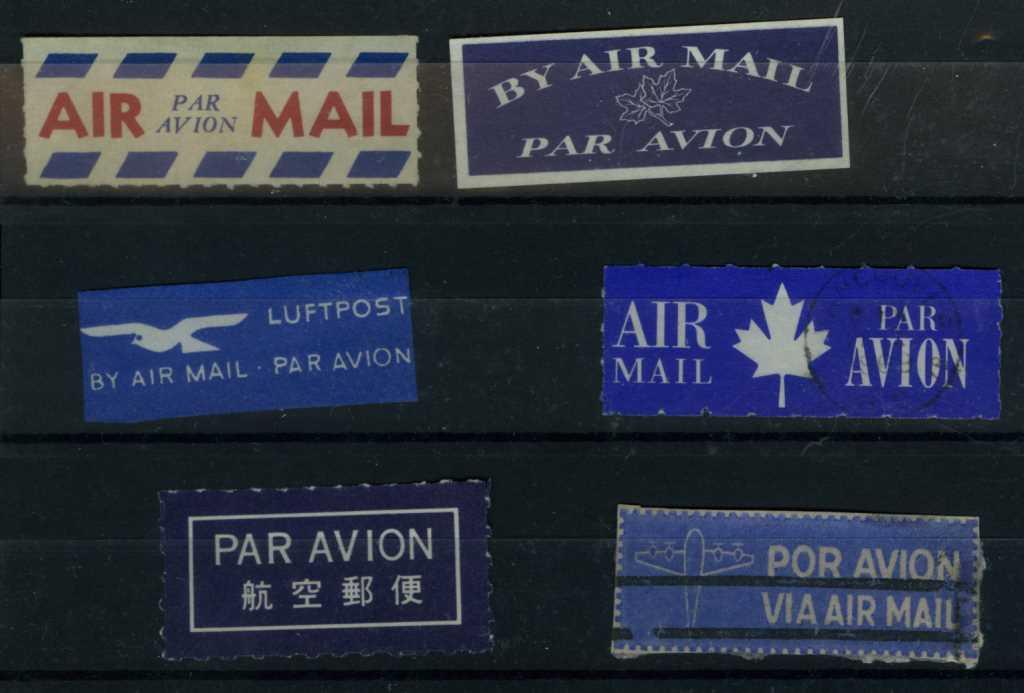 AIR PAR AVION MAIL
BY AIR MAIL
PAR AVION
LUFTPOST
BY AIR MAIL · PAR AVION
AIR
MAIL
PAR
AVION
PAR AVION
航空郵便
POR AVION
VIA AIR MAIL